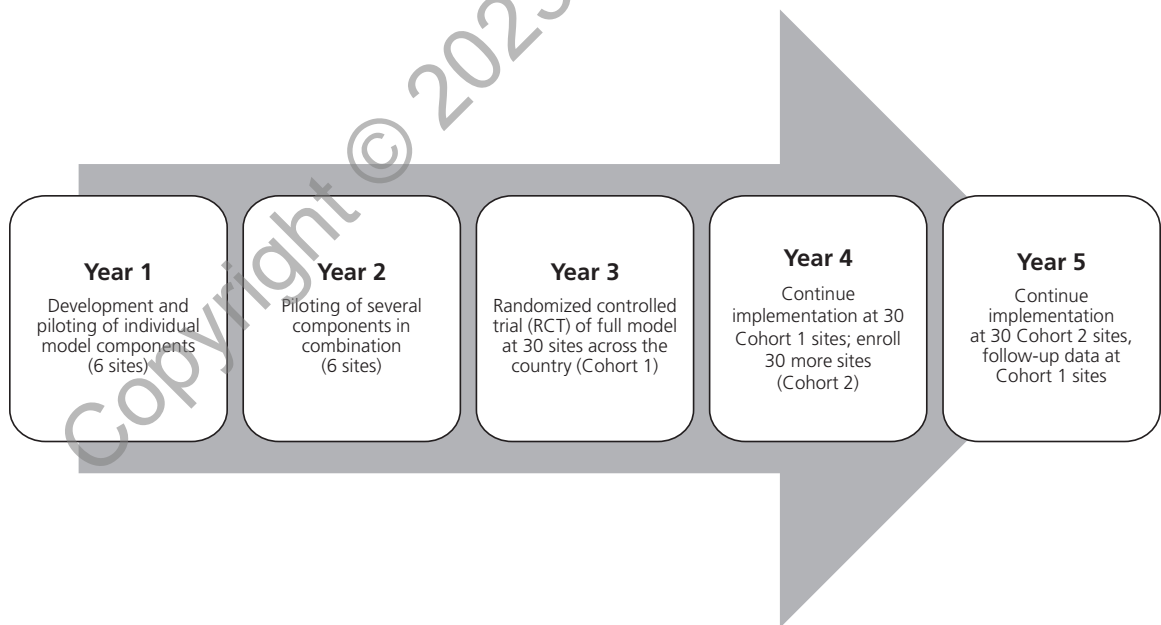 Copyright © 2023
Year 1
Development and
piloting of individual
model components
(6 sites)
Year 2
Piloting of several
components in
combination
(6 sites)
Year 3
Randomized controlled
trial (RCT) of full model
at 30 sites across the
country (Cohort 1)
Year 4
Continue
implementation at 30
Cohort 1 sites; enroll
30 more sites
(Cohort 2)
Year 5
Continue
implementation
at 30 Cohort 2 sites,
follow-up data at
Cohort 1 sites